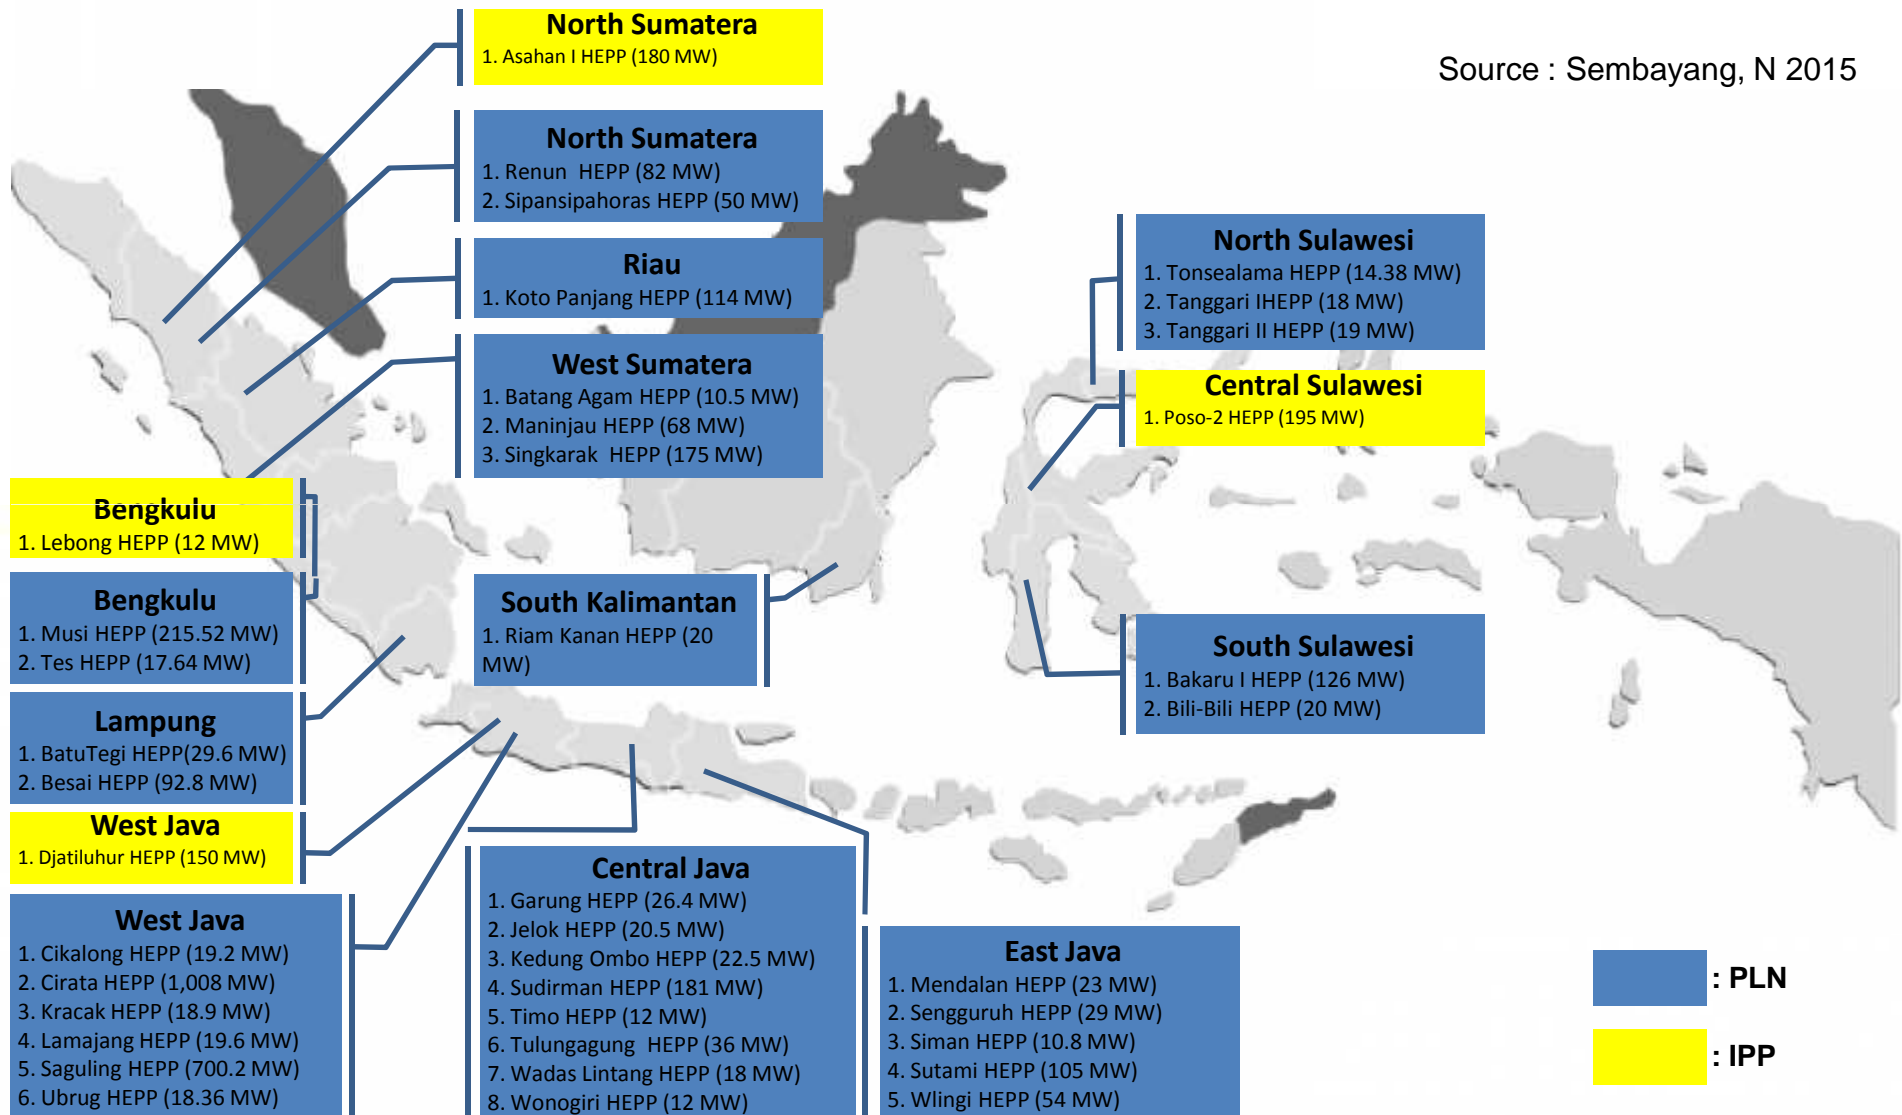 North Sumatera
1. Asahan I HEPP (180 MW)
Source : Sembayang, N 2015
North Sumatera
1. Renun HEPP (82 MW)
2. Sipansipahoras HEPP (50 MW)
Riau
1. Koto Panjang HEPP (114 MW)
West Sumatera
1. Batang Agam HEPP (10.5 MW)
2. Maninjau HEPP (68 MW)
3. Singkarak HEPP (175 MW)
North Sulawesi
1. Tonsealama HEPP (14.38 MW)
2. Tanggari IHEPP (18 MW)
3. Tanggari II HEPP (19 MW)
Central Sulawesi
1. Poso-2 HEPP (195 MW)
Bengkulu
1. Lebong HEPP (12 MW)
Bengkulu
1. Musi HEPP (215.52 MW)
2. Tes HEPP (17.64 MW)
South Kalimantan
1. Riam Kanan HEPP (20
MW)
South Sulawesi
1. Bakaru I HEPP (126 MW)
2. Bili-Bili HEPP (20 MW)
Lampung
1. BatuTegi HEPP(29.6 MW)
2. Besai HEPP (92.8 MW)
West Java
1. Djatiluhur HEPP (150 MW)
West Java
1. Cikalong HEPP (19.2 MW)
2. Cirata HEPP (1,008 MW)
3. Kracak HEPP (18.9 MW)
4. Lamajang HEPP (19.6 MW)
5. Saguling HEPP (700.2 MW)
6. Ubrug HEPP (18.36 MW)
Central Java
1. Garung HEPP (26.4 MW)
2. Jelok HEPP (20.5 MW)
3. Kedung Ombo HEPP (22.5 MW)
4. Sudirman HEPP (181 MW)
5. Timo HEPP (12 MW)
6. Tulungagung HEPP (36 MW)
7. Wadas Lintang HEPP (18 MW)
8. Wonogiri HEPP (12 MW)
East Java
1. Mendalan HEPP (23 MW)
2. Sengguruh HEPP (29 MW)
3. Siman HEPP (10.8 MW)
4. Sutami HEPP (105 MW)
5. Wlingi HEPP (54 MW)
: PLN
: IPP